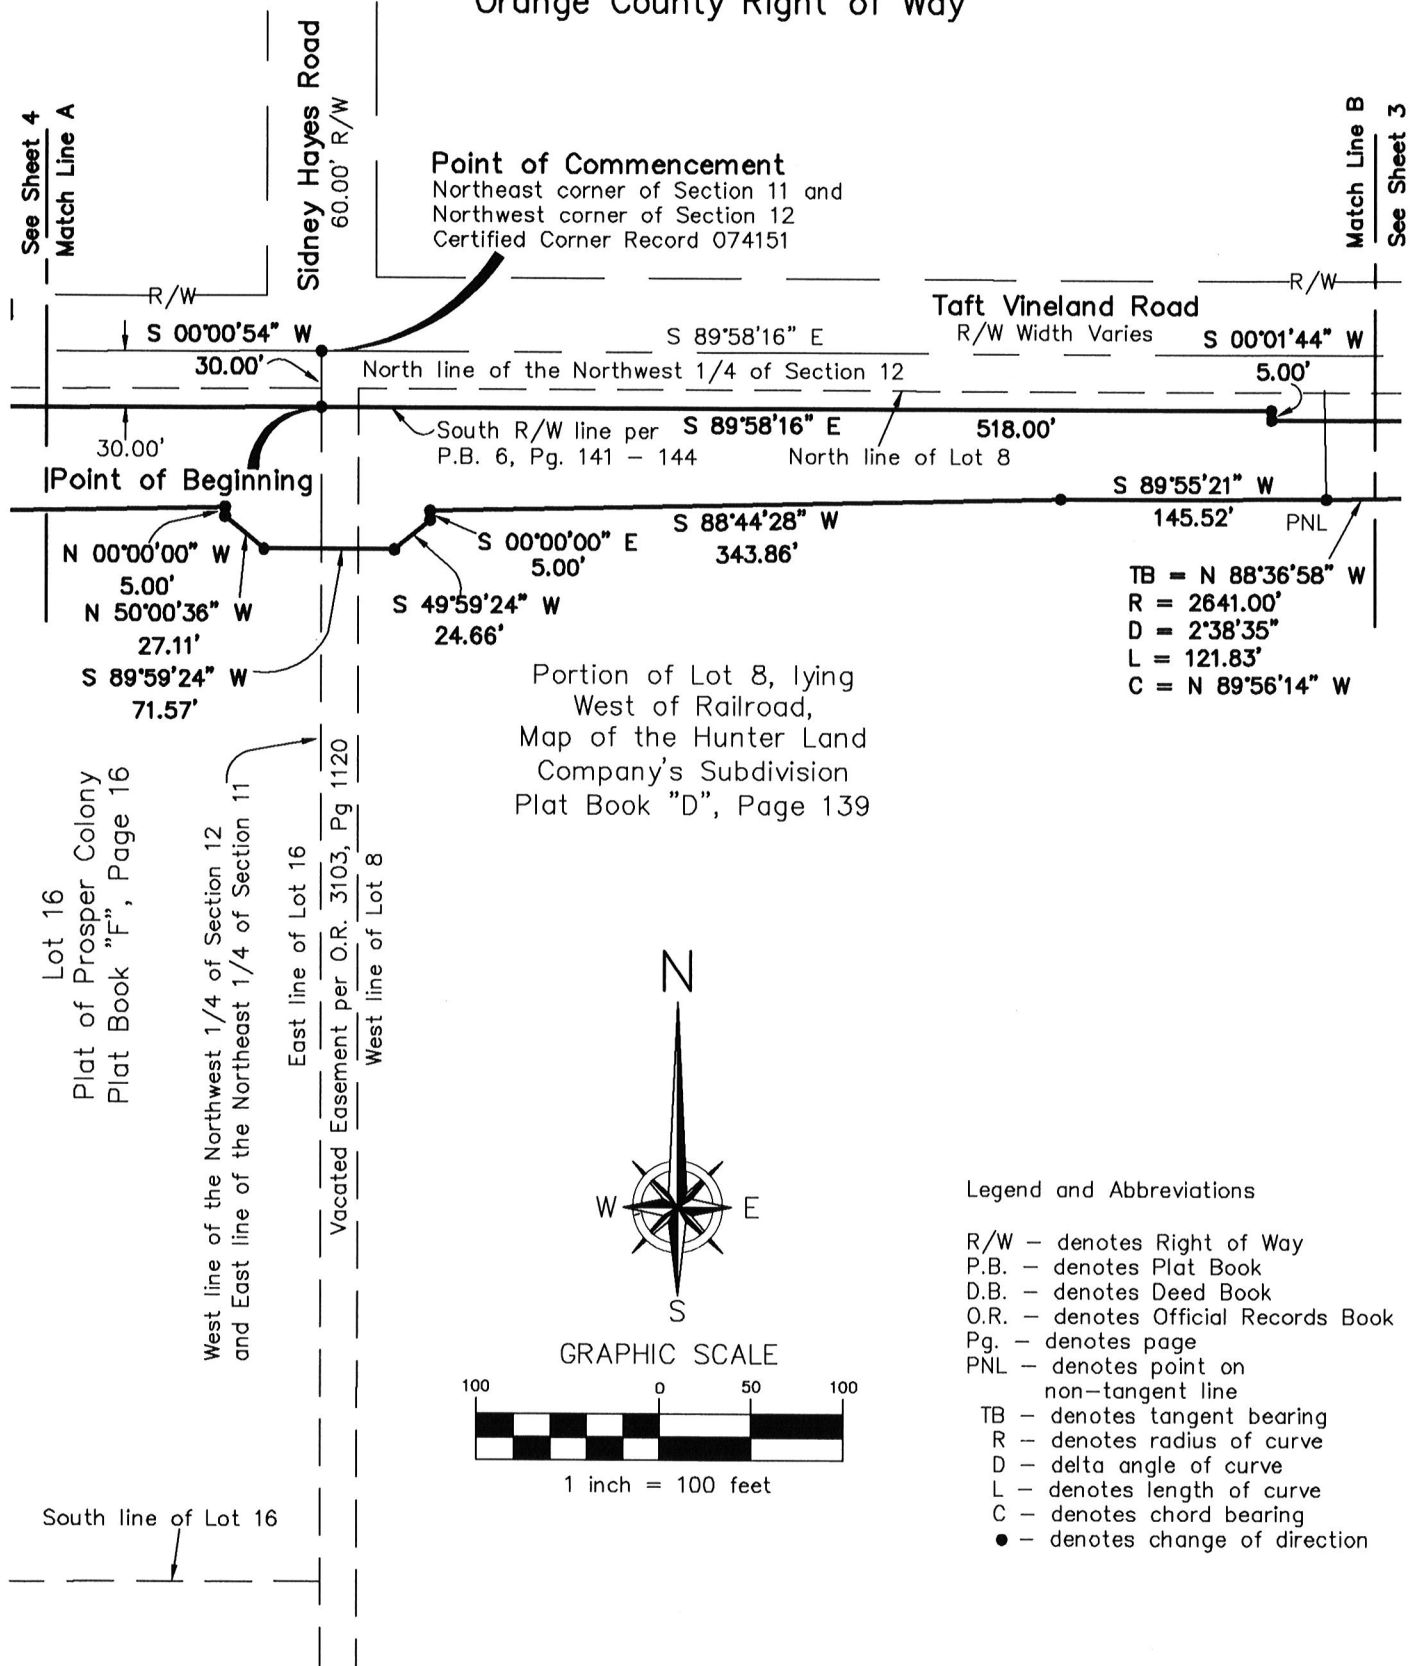 Orange County Right of Way
See Sheet 4
Match Line A
Sidney Hayes Road
60.00' R/W
Match Line B
See Sheet 3
Point of Commencement
Northeast corner of Section 11 and
Northwest corner of Section 12
Certified Corner Record 074151
R/W
R/W
Taft Vineland Road
R/W Width Varies
S 00°00'54" W
30.00'
S 89°58'16" E
S 00°01'44" W
5.00'
North line of the Northwest 1/4 of Section 12
30.00'
South R/W line per
P.B. 6, Pg. 141 – 144
S 89°58'16" E
518.00'
North line of Lot 8
Point of Beginning
N 00°00'00" W
5.00'
N 50°00'36" W
27.11'
S 89°59'24" W
71.57'
S 00°00'00" E
5.00'
S 49°59'24" W
24.66'
S 88°44'28" W
343.86'
S 89°55'21" W
145.52'
PNL
TB = N 88°36'58" W
R = 2641.00'
D = 2°38'35"
L = 121.83'
C = N 89°56'14" W
Portion of Lot 8, lying
West of Railroad,
Map of the Hunter Land
Company's Subdivision
Plat Book "D", Page 139
Lot 16
Plat of Prosper Colony
Plat Book "F", Page 16
West line of the Northwest 1/4 of Section 12
and East line of the Northeast 1/4 of Section 11
East line of Lot 16
Vacated Easement per O.R. 3103, Pg 1120
West line of Lot 8
N
W
E
S
GRAPHIC SCALE
100 0 50 100
1 inch = 100 feet
Legend and Abbreviations
R/W – denotes Right of Way
P.B. – denotes Plat Book
D.B. – denotes Deed Book
O.R. – denotes Official Records Book
Pg. – denotes page
PNL – denotes point on
non-tangent line
TB – denotes tangent bearing
R – denotes radius of curve
D – delta angle of curve
L – denotes length of curve
C – denotes chord bearing
● – denotes change of direction
South line of Lot 16